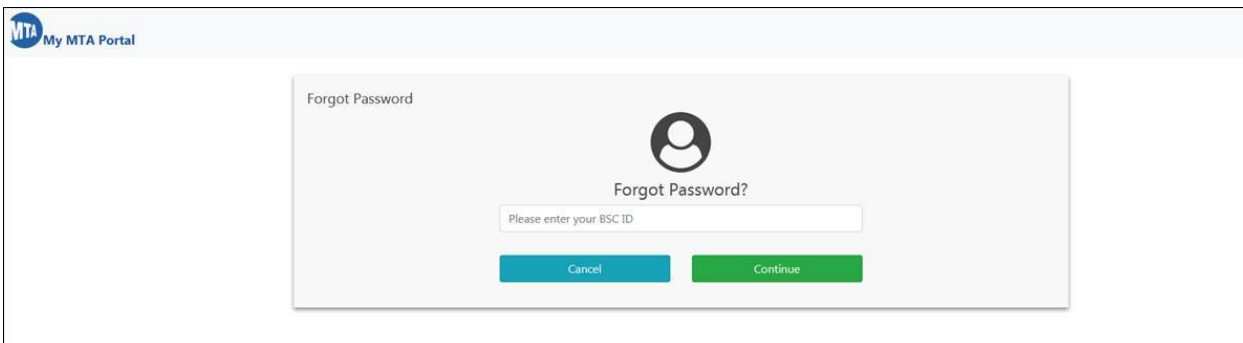 MTA
My MTA Portal
Forgot Password
Forgot Password?
Please enter your BSC ID
Cancel
Continue